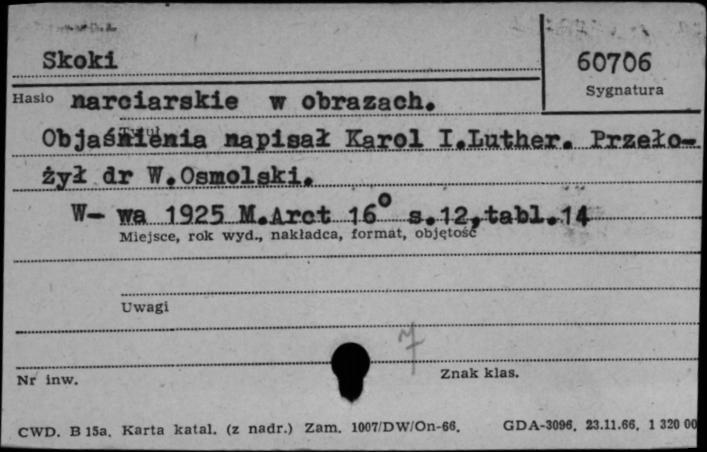 Skoki
60706
Sygnatura
Hasło narciarskie w obrazach.
Tytuł
Objaśnienia napisał Karol I.Luther. Przeło-
żył dr W.Osmolski.
W- wa 1925 M.Arct 16° s.12,tabl.14
Miejsce, rok wyd., nakładca, format, objętość
Uwagi
7
Nr inw.
Znak klas.
CWD. B 15a. Karta katal. (z nadr.) Zam. 1007/DW/On-66. GDA-3096. 23.11.66. 1 320 00